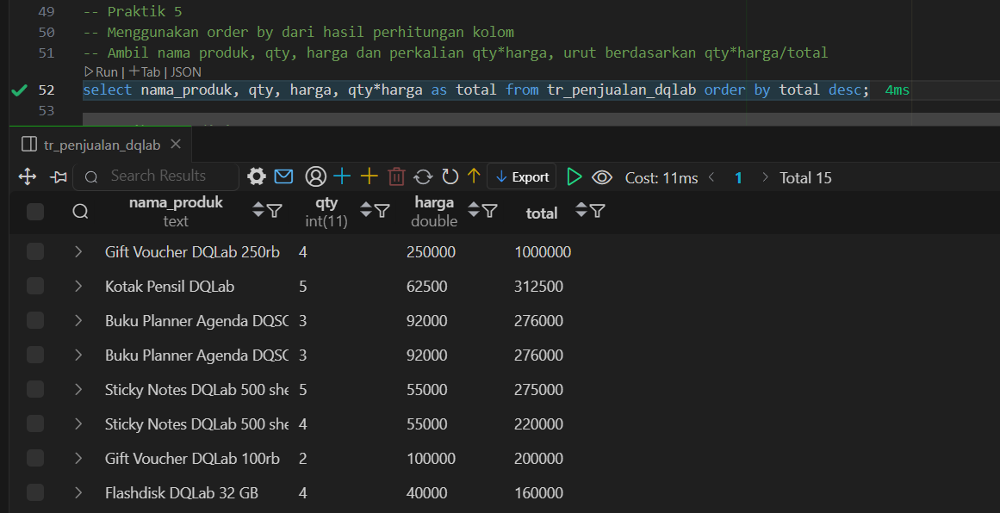 49 -- Praktik 5
50 -- Menggunakan order by dari hasil perhitungan kolom
51 -- Ambil nama produk, qty, harga dan perkalian qty*harga, urut berdasarkan qty*harga/total
Run | Tab | JSON
52 select nama_produk, qty, harga, qty*harga as total from tr_penjualan_dqlab order by total desc; 4ms
53
tr_penjualan_dqlab
Search Results Export Cost: 11ms 1 Total 15
nama_produk qty harga total
text int(11) double
Gift Voucher DQLab 250rb 4 250000 1000000
Kotak Pensil DQLab 5 62500 312500
Buku Planner Agenda DQSC 3 92000 276000
Buku Planner Agenda DQSC 3 92000 276000
Sticky Notes DQLab 500 she 5 55000 275000
Sticky Notes DQLab 500 she 4 55000 220000
Gift Voucher DQLab 100rb 2 100000 200000
Flashdisk DQLab 32 GB 4 40000 160000